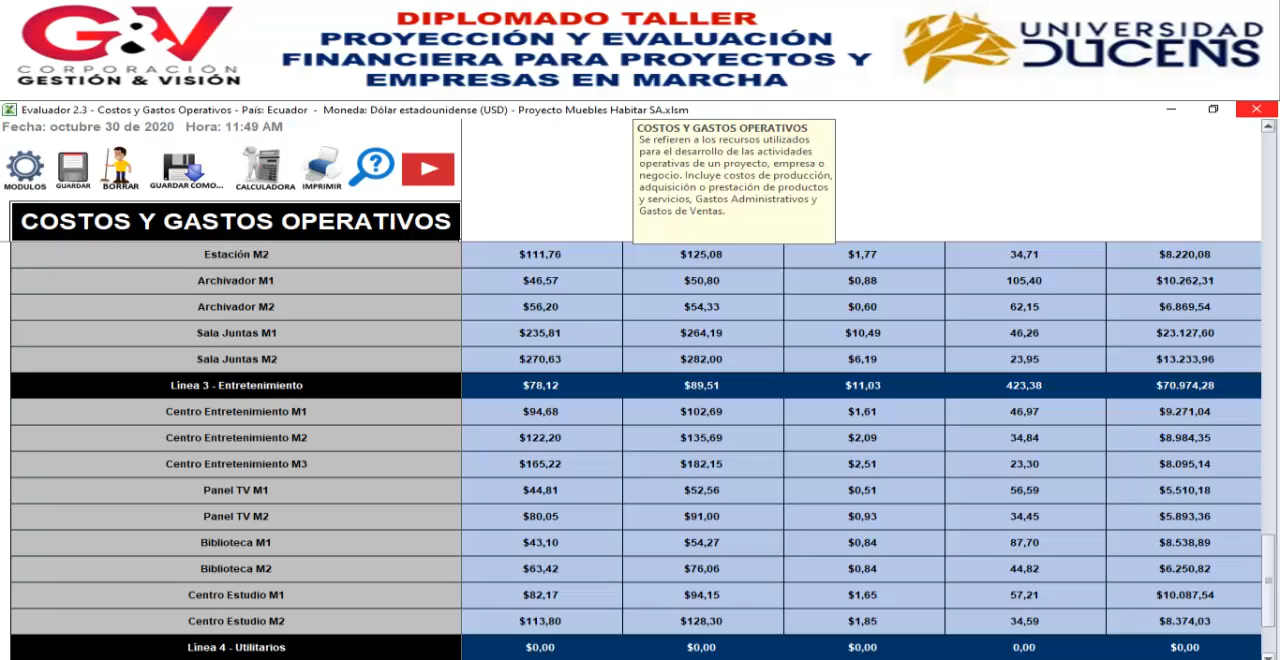 G&V
CORPORACIÓN
GESTIÓN & VISIÓN
DIPLOMADO TALLER
PROYECCIÓN Y EVALUACIÓN
FINANCIERA PARA PROYECTOS Y
EMPRESAS EN MARCHA
UNIVERSIDAD
DUCENS
Evaluador 2.3 - Costos y Gastos Operativos - País: Ecuador - Moneda: Dólar estadounidense (USD) - Proyecto Muebles Habitar SA.xlsm
Fecha: octubre 30 de 2020 Hora: 11:49 AM
MODULOS GUARDAR BORRAR GUARDAR COMO... CALCULADORA IMPRIMIR
COSTOS Y GASTOS OPERATIVOS
Se refieren a los recursos utilizados
para el desarrollo de las actividades
operativas de un proyecto, empresa o
negocio. Incluye costos de producción,
adquisición o prestación de productos
y servicios, Gastos Administrativos y
Gastos de Ventas.
COSTOS Y GASTOS OPERATIVOS
Estación M2 $111,76 $125,08 $1,77 34,71 $8.220,08
Archivador M1 $46,57 $50,80 $0,88 105,40 $10.262,31
Archivador M2 $56,20 $54,33 $0,60 62,15 $6.869,54
Sala Juntas M1 $235,81 $264,19 $10,49 46,26 $23.127,60
Sala Juntas M2 $270,63 $282,00 $6,19 23,95 $13.233,96
Línea 3 - Entretenimiento $78,12 $89,51 $11,03 423,38 $70.974,28
Centro Entretenimiento M1 $94,68 $102,69 $1,61 46,97 $9.271,04
Centro Entretenimiento M2 $122,20 $135,69 $2,09 34,84 $8.984,35
Centro Entretenimiento M3 $165,22 $182,15 $2,51 23,30 $8.095,14
Panel TV M1 $44,81 $52,56 $0,51 56,59 $5.510,18
Panel TV M2 $80,05 $91,00 $0,93 34,45 $5.893,36
Biblioteca M1 $43,10 $54,27 $0,84 87,70 $8.538,89
Biblioteca M2 $63,42 $76,06 $0,84 44,82 $6.250,82
Centro Estudio M1 $82,17 $94,15 $1,65 57,21 $10.087,54
Centro Estudio M2 $113,80 $128,30 $1,85 34,59 $8.374,03
Línea 4 - Utilitarios $0,00 $0,00 $0,00 0,00 $0,00